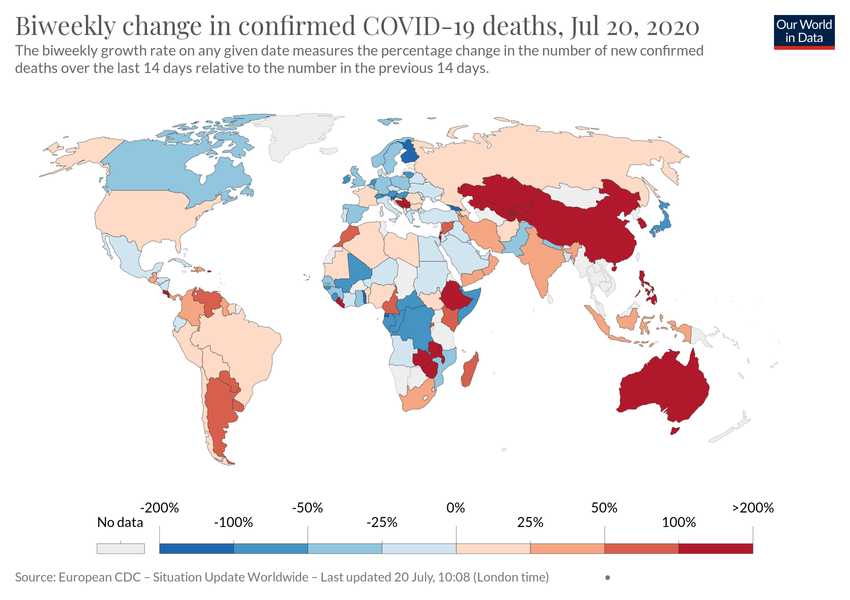 Biweekly change in confirmed COVID-19 deaths, Jul 20, 2020
Our World
in Data
The biweekly growth rate on any given date measures the percentage change in the number of new confirmed
deaths over the last 14 days relative to the number in the previous 14 days.
-200% -50% 0% 50% >200%
No data -100% -25% 25% 100%
Source: European CDC – Situation Update Worldwide – Last updated 20 July, 10:08 (London time) •